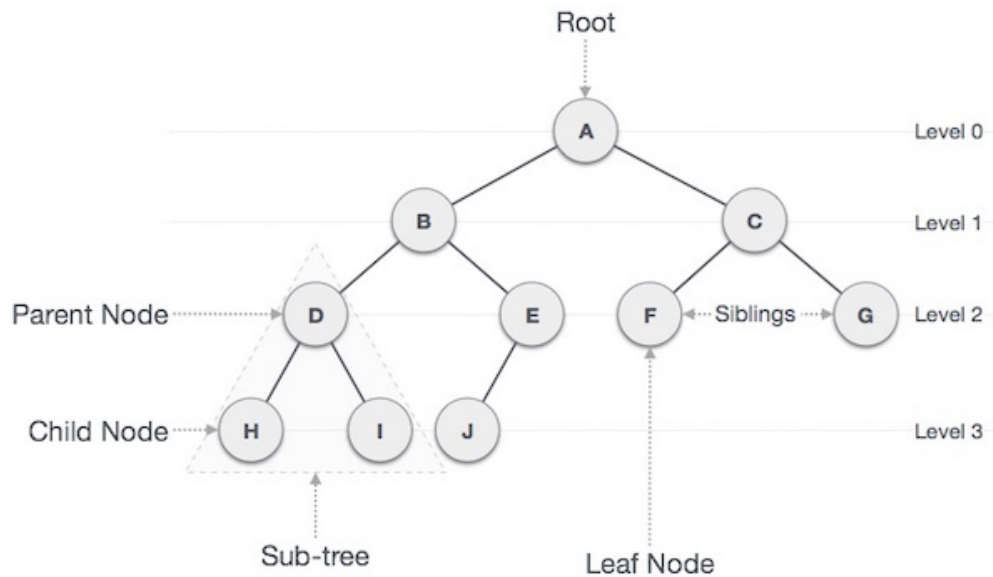 Root
A
Level 0
B
C
Level 1
Parent Node
D
E
F
Siblings
G
Level 2
Child Node
H
I
J
Level 3
Sub-tree
Leaf Node